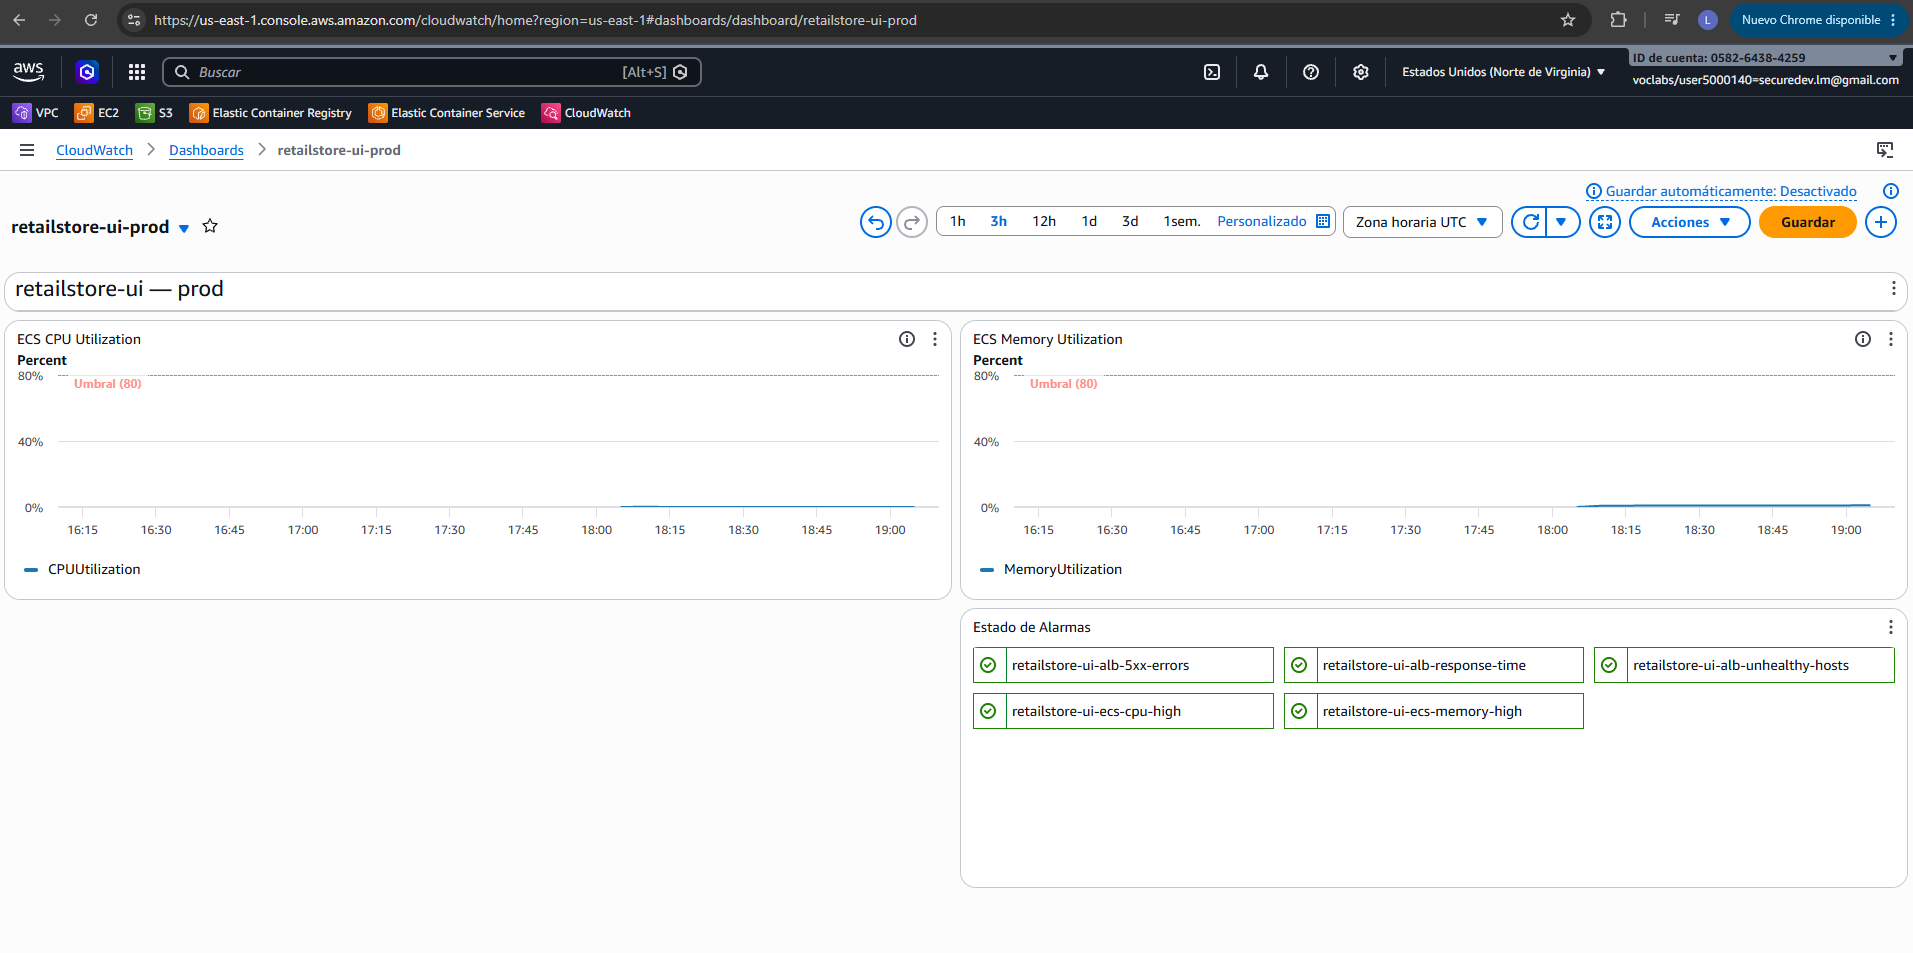 https://us-east-1.console.aws.amazon.com/cloudwatch/home?region=us-east-1#dashboards/dashboard/retailstore-ui-prod
L
Nuevo Chrome disponible
aws
Buscar
[Alt+S]
Estados Unidos (Norte de Virginia)
ID de cuenta: 0582-6438-4259
voclabs/user5000140=securedev.lm@gmail.com
VPC
EC2
S3
Elastic Container Registry
Elastic Container Service
CloudWatch
CloudWatch
Dashboards
retailstore-ui-prod
Guardar automáticamente: Desactivado
retailstore-ui-prod
1h
3h
12h
1d
3d
1sem.
Personalizado
Zona horaria UTC
Acciones
Guardar
retailstore-ui — prod
ECS CPU Utilization
Percent
80%
Umbral (80)
40%
0%
16:15
16:30
16:45
17:00
17:15
17:30
17:45
18:00
18:15
18:30
18:45
19:00
CPUUtilization
ECS Memory Utilization
Percent
80%
Umbral (80)
40%
0%
16:15
16:30
16:45
17:00
17:15
17:30
17:45
18:00
18:15
18:30
18:45
19:00
MemoryUtilization
Estado de Alarmas
retailstore-ui-alb-5xx-errors
retailstore-ui-alb-response-time
retailstore-ui-alb-unhealthy-hosts
retailstore-ui-ecs-cpu-high
retailstore-ui-ecs-memory-high